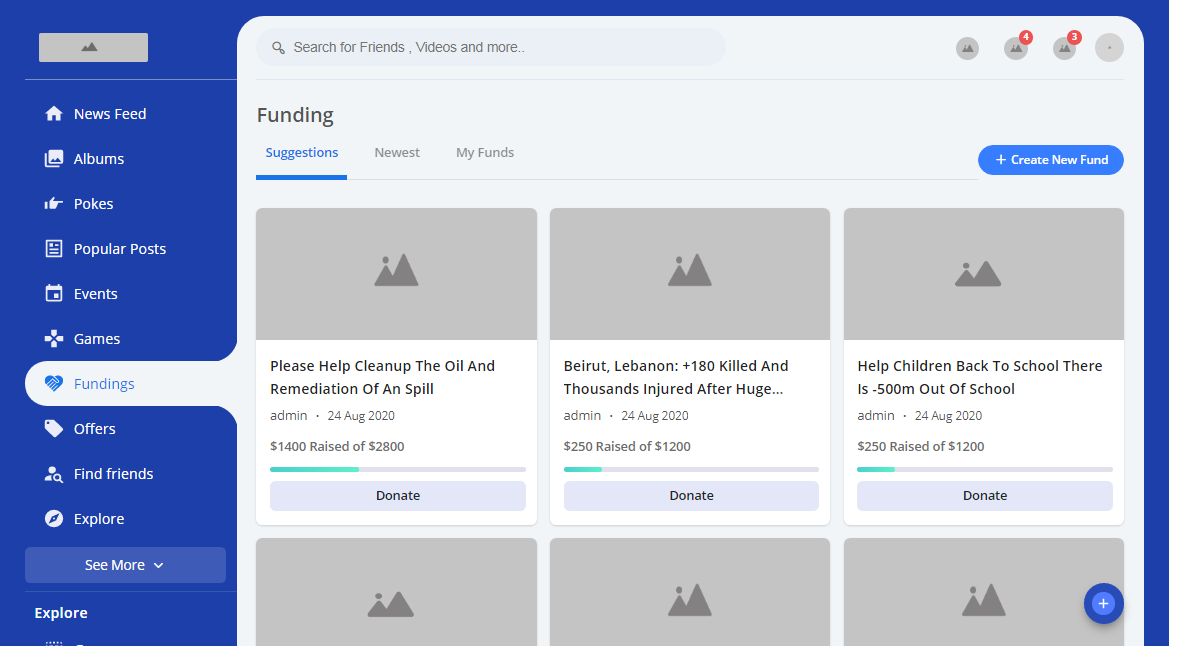 Search for Friends , Videos and more..
4
3
News Feed
Albums
Pokes
Popular Posts
Events
Games
Fundings
Offers
Find friends
Explore
See More
Explore
Funding
Suggestions
Newest
My Funds
+ Create New Fund
Please Help Cleanup The Oil And
Remediation Of An Spill
admin · 24 Aug 2020
$1400 Raised of $2800
Donate
Beirut, Lebanon: +180 Killed And
Thousands Injured After Huge...
admin · 24 Aug 2020
$250 Raised of $1200
Donate
Help Children Back To School There
Is -500m Out Of School
admin · 24 Aug 2020
$250 Raised of $1200
Donate